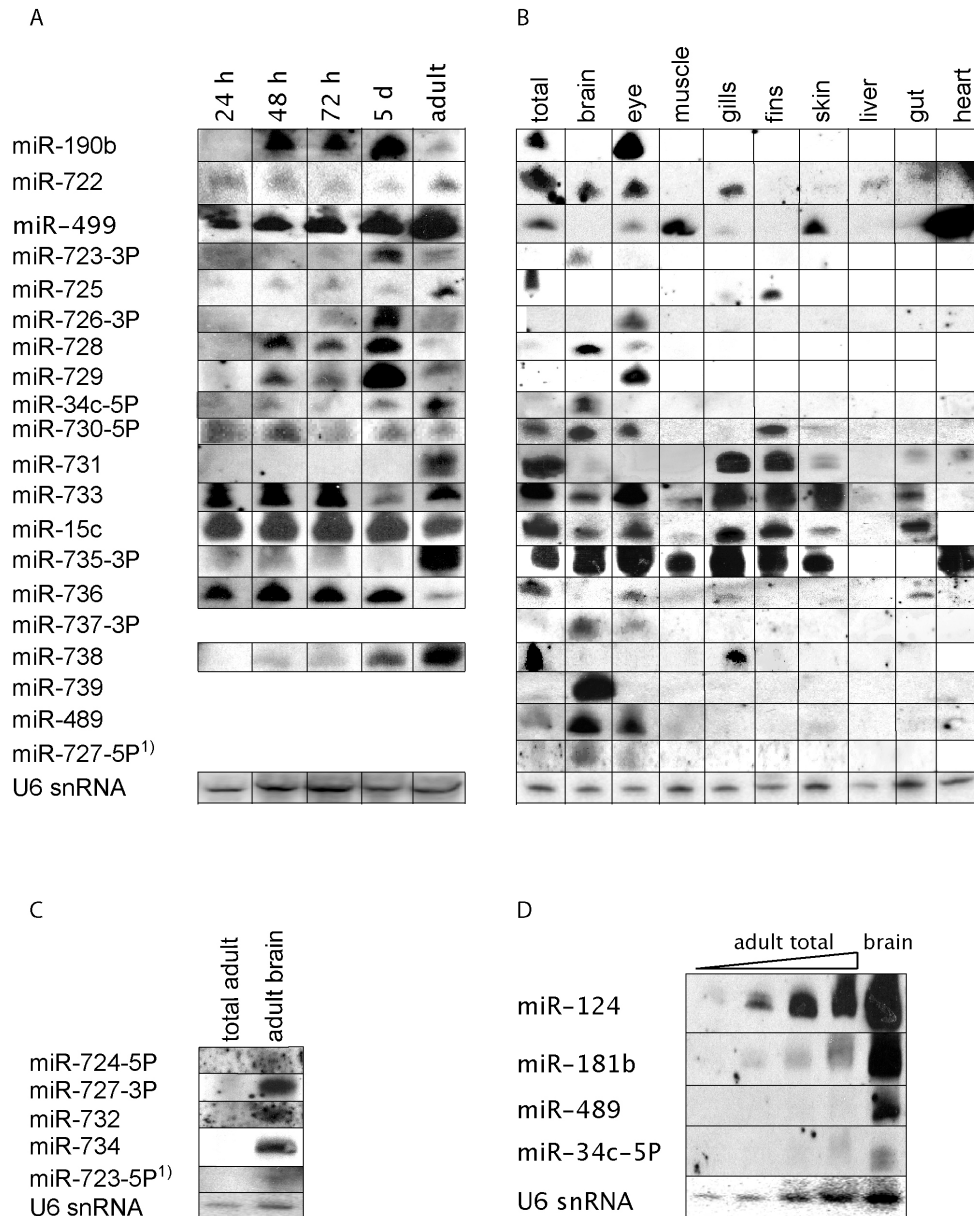 A
24 h 48 h 72 h 5 d adult
miR-190b
miR-722
miR-499
miR-723-3P
miR-725
miR-726-3P
miR-728
miR-729
miR-34c-5P
miR-730-5P
miR-731
miR-733
miR-15c
miR-735-3P
miR-736
miR-737-3P
miR-738
miR-739
miR-489
miR-727-5P1)
U6 snRNA
B
total brain eye muscle gills fins skin liver gut heart
C
total adult adult brain
miR-724-5P
miR-727-3P
miR-732
miR-734
miR-723-5P1)
U6 snRNA
D
adult total brain
miR-124
miR-181b
miR-489
miR-34c-5P
U6 snRNA